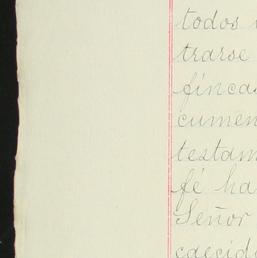 todos
trarse
fincas
cumen
testam
fé ha
Señor
caecid